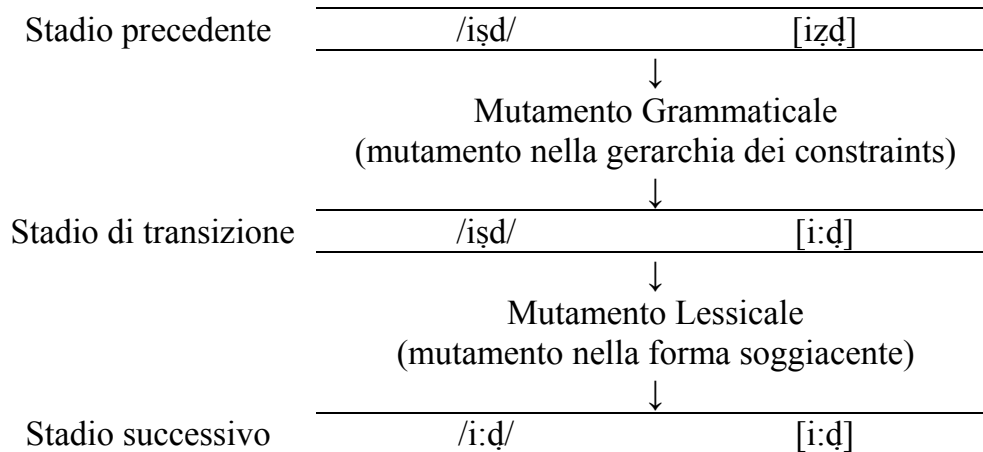 Stadio precedente /iṣd/ [iẓḍ]
↓
Mutamento Grammaticale
(mutamento nella gerarchia dei constraints)
↓
Stadio di transizione /iṣd/ [i:ḍ]
↓
Mutamento Lessicale
(mutamento nella forma soggiacente)
↓
Stadio successivo /i:ḍ/ [i:ḍ]